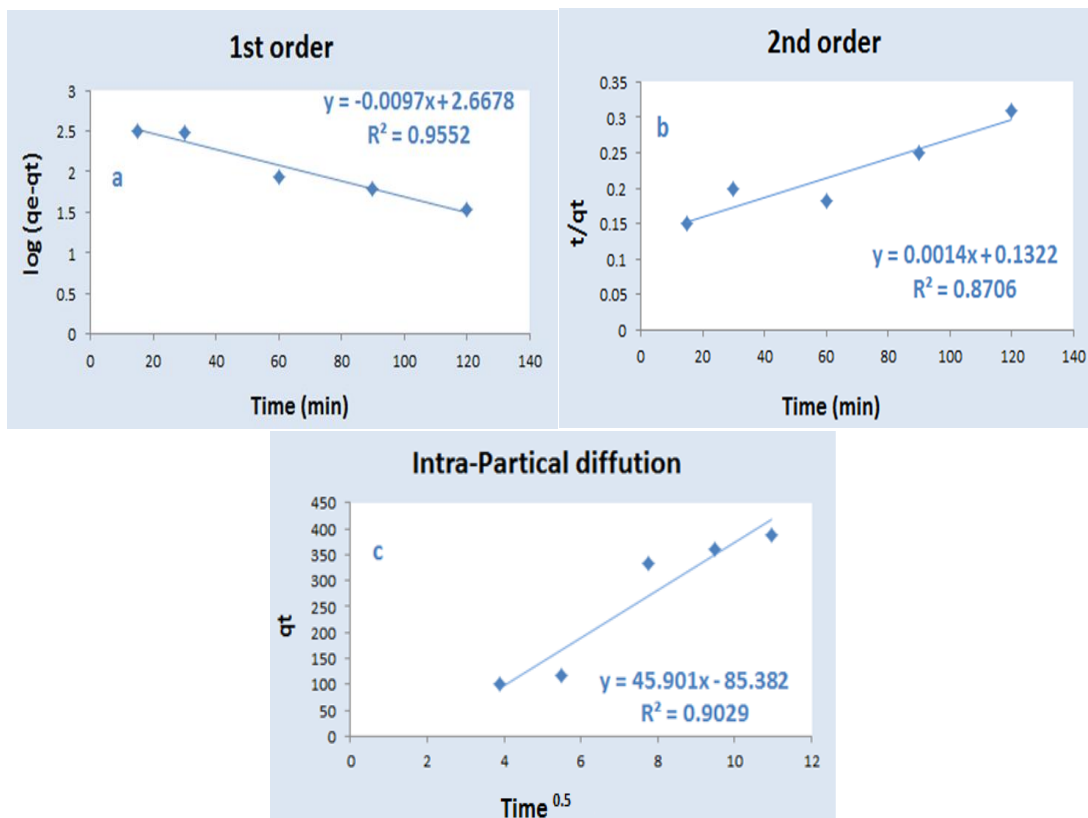 1st order
y = -0.0097x+2.6678
R² = 0.9552
a
log (qe-qt)
3
2.5
2
1.5
1
0.5
0
0 20 40 60 80 100 120 140
Time (min)
2nd order
b
y = 0.0014x+0.1322
R² = 0.8706
t/qt
0.35
0.3
0.25
0.2
0.15
0.1
0.05
0
0 20 40 60 80 100 120 140
Time (min)
Intra-Partical diffution
c
y = 45.901x - 85.382
R² = 0.9029
qt
450
400
350
300
250
200
150
100
50
0
0 2 4 6 8 10 12
Time 0.5